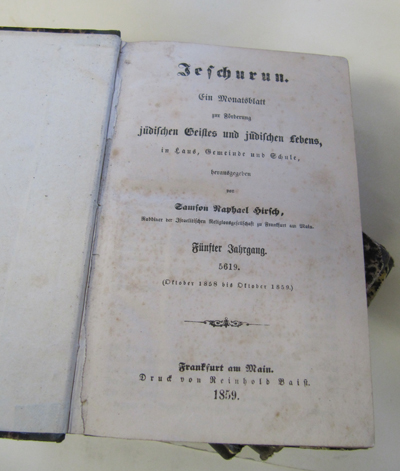 Jeschurun.
Ein Monatsblatt
zur Förderung
jüdischen Geistes und jüdischen Lebens,
in Haus, Gemeinde und Schule,
herausgegeben
von
Samson Raphael Hirsch,
Rabbiner der Israelitischen Religionsgesellschaft zu Frankfurt am Main.
Fünfter Jahrgang.
5619.
(Oktober 1858 bis Oktober 1859)
Frankfurt am Main.
Druck von Reinhold Baist.
1859.